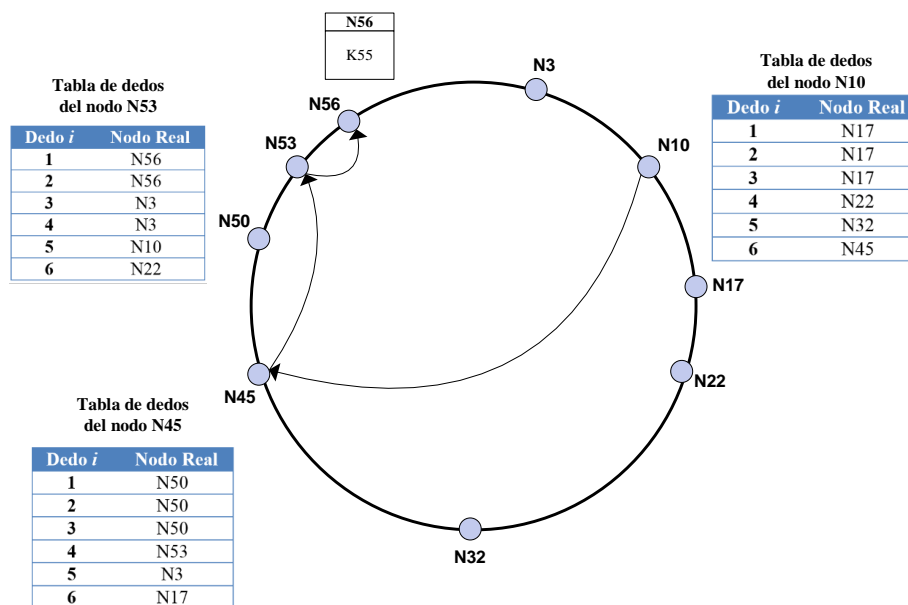 N56
K55
Tabla de dedos
del nodo N53
Dedo i Nodo Real
1 N56
2 N56
3 N3
4 N3
5 N10
6 N22
N3
N56
N53
N10
N50
N17
N45
N22
N32
Tabla de dedos
del nodo N10
Dedo i Nodo Real
1 N17
2 N17
3 N17
4 N22
5 N32
6 N45
Tabla de dedos
del nodo N45
Dedo i Nodo Real
1 N50
2 N50
3 N50
4 N53
5 N3
6 N17